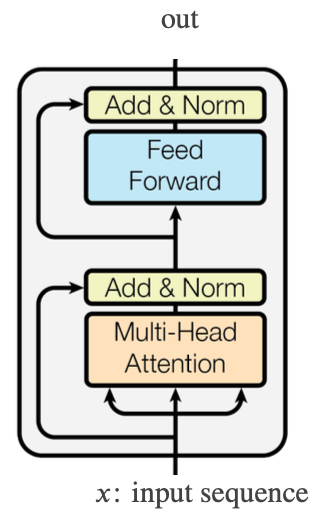 out
Add & Norm
Feed
Forward
Add & Norm
Multi-Head
Attention
x: input sequence